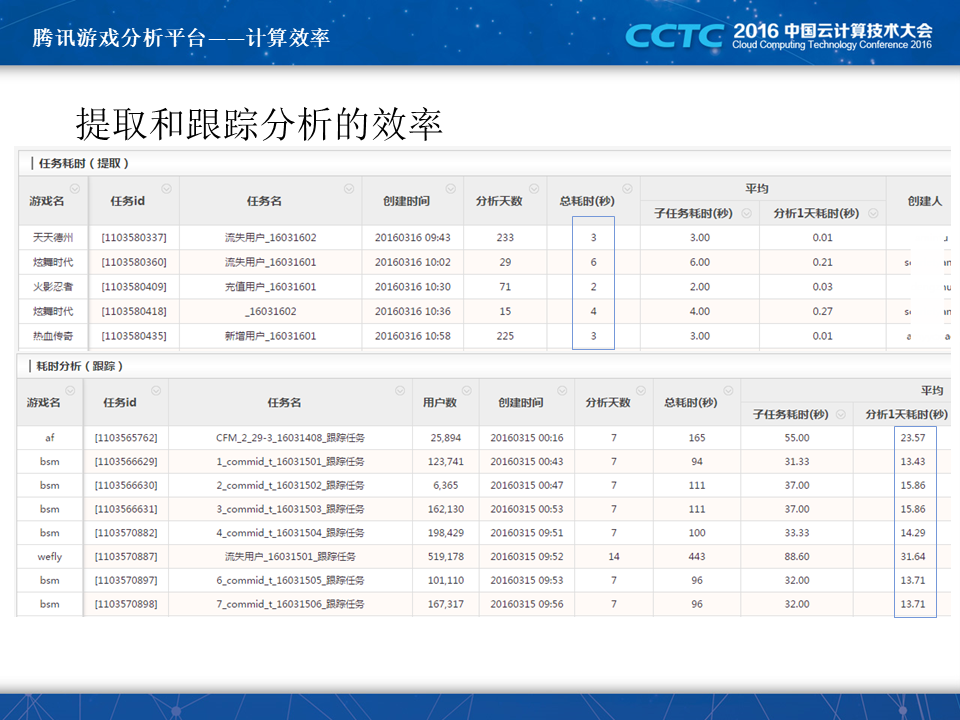 腾讯游戏分析平台——计算效率
CCTC 2016 中国云计算技术大会
Cloud Computing Technology Conference 2016
提取和跟踪分析的效率
任务耗时（提取）
游戏名 任务id 任务名 创建时间 分析天数 总耗时(秒) 平均 创建人
子任务耗时(秒) 分析1天耗时(秒)
天天德州 [1103580337] 流失用户_16031602 20160316 09:43 233 3 3.00 0.01
炫舞时代 [1103580360] 流失用户_16031601 20160316 10:02 29 6 6.00 0.21
火影忍者 [1103580409] 充值用户_16031601 20160316 10:30 71 2 2.00 0.03
炫舞时代 [1103580418] _16031602 20160316 10:36 15 4 4.00 0.27
热血传奇 [1103580435] 新增用户_16031601 20160316 10:58 225 3 3.00 0.01
耗时分析（跟踪）
游戏名 任务id 任务名 用户数 创建时间 分析天数 总耗时(秒) 平均
子任务耗时(秒) 分析1天耗时(秒)
af [1103565762] CFM_2_29-3_16031408_跟踪任务 25,894 20160315 00:16 7 165 55.00 23.57
bsm [1103566629] 1_commid_t_16031501_跟踪任务 123,741 20160315 00:43 7 94 31.33 13.43
bsm [1103566630] 2_commid_t_16031502_跟踪任务 6,365 20160315 00:47 7 111 37.00 15.86
bsm [1103566631] 3_commid_t_16031503_跟踪任务 162,130 20160315 00:53 7 111 37.00 15.86
bsm [1103570882] 4_commid_t_16031504_跟踪任务 198,429 20160315 09:51 7 100 33.33 14.29
wefly [1103570887] 流失用户_16031501_跟踪任务 519,178 20160315 09:52 14 443 88.60 31.64
bsm [1103570897] 6_commid_t_16031505_跟踪任务 101,110 20160315 09:53 7 96 32.00 13.71
bsm [1103570898] 7_commid_t_16031506_跟踪任务 167,317 20160315 09:56 7 96 32.00 13.71